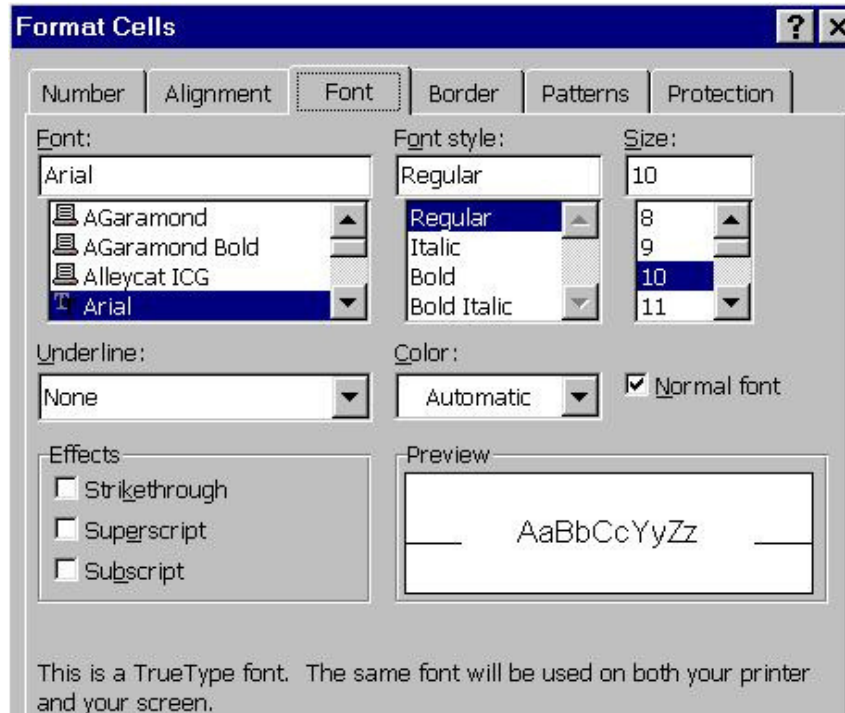 Format Cells
Number Alignment Font Border Patterns Protection
Font: Font style: Size:
Arial Regular 10
AGaramond Regular 8
AGaramond Bold Italic 9
Alleycat ICG Bold 10
Arial Bold Italic 11
Underline: Color:
None Automatic Normal font
Effects Preview
Strikethrough
Superscript AaBbCcYyZz
Subscript
This is a TrueType font. The same font will be used on both your printer
and your screen.